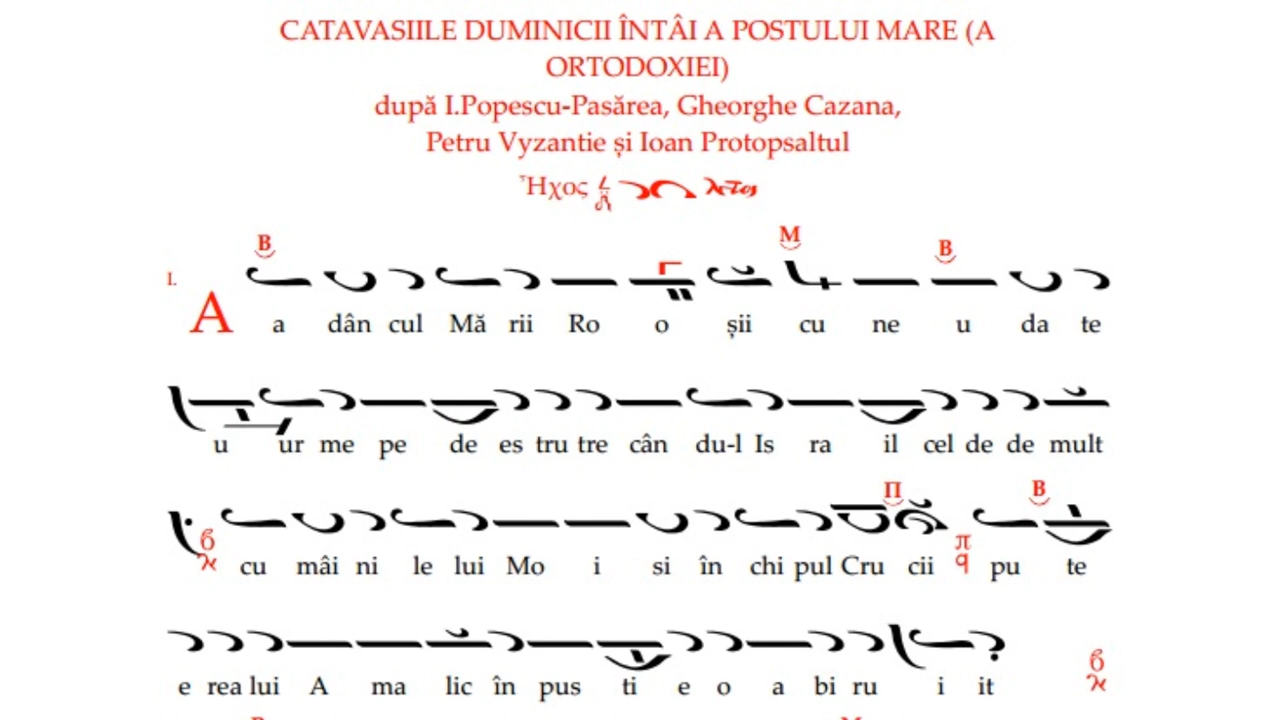 CATAVASIILE DUMINICII ÎNTÂI A POSTULUI MARE (A
ORTODOXIEI)
după I.Popescu-Pasărea, Gheorghe Cazana,
Petru Vyzantie și Ioan Protopsaltul
Ἦχος
B M B
I. A a dân cul Mă rii Ro o șii cu ne u da te
u ur me pe de es tru tre cân du-l Is ra il cel de de mult
Π B
cu mâi ni le lui Mo i si în chi pul Cru cii π q pu te
e rea lui A ma lic în pus ti e o a bi ru i it